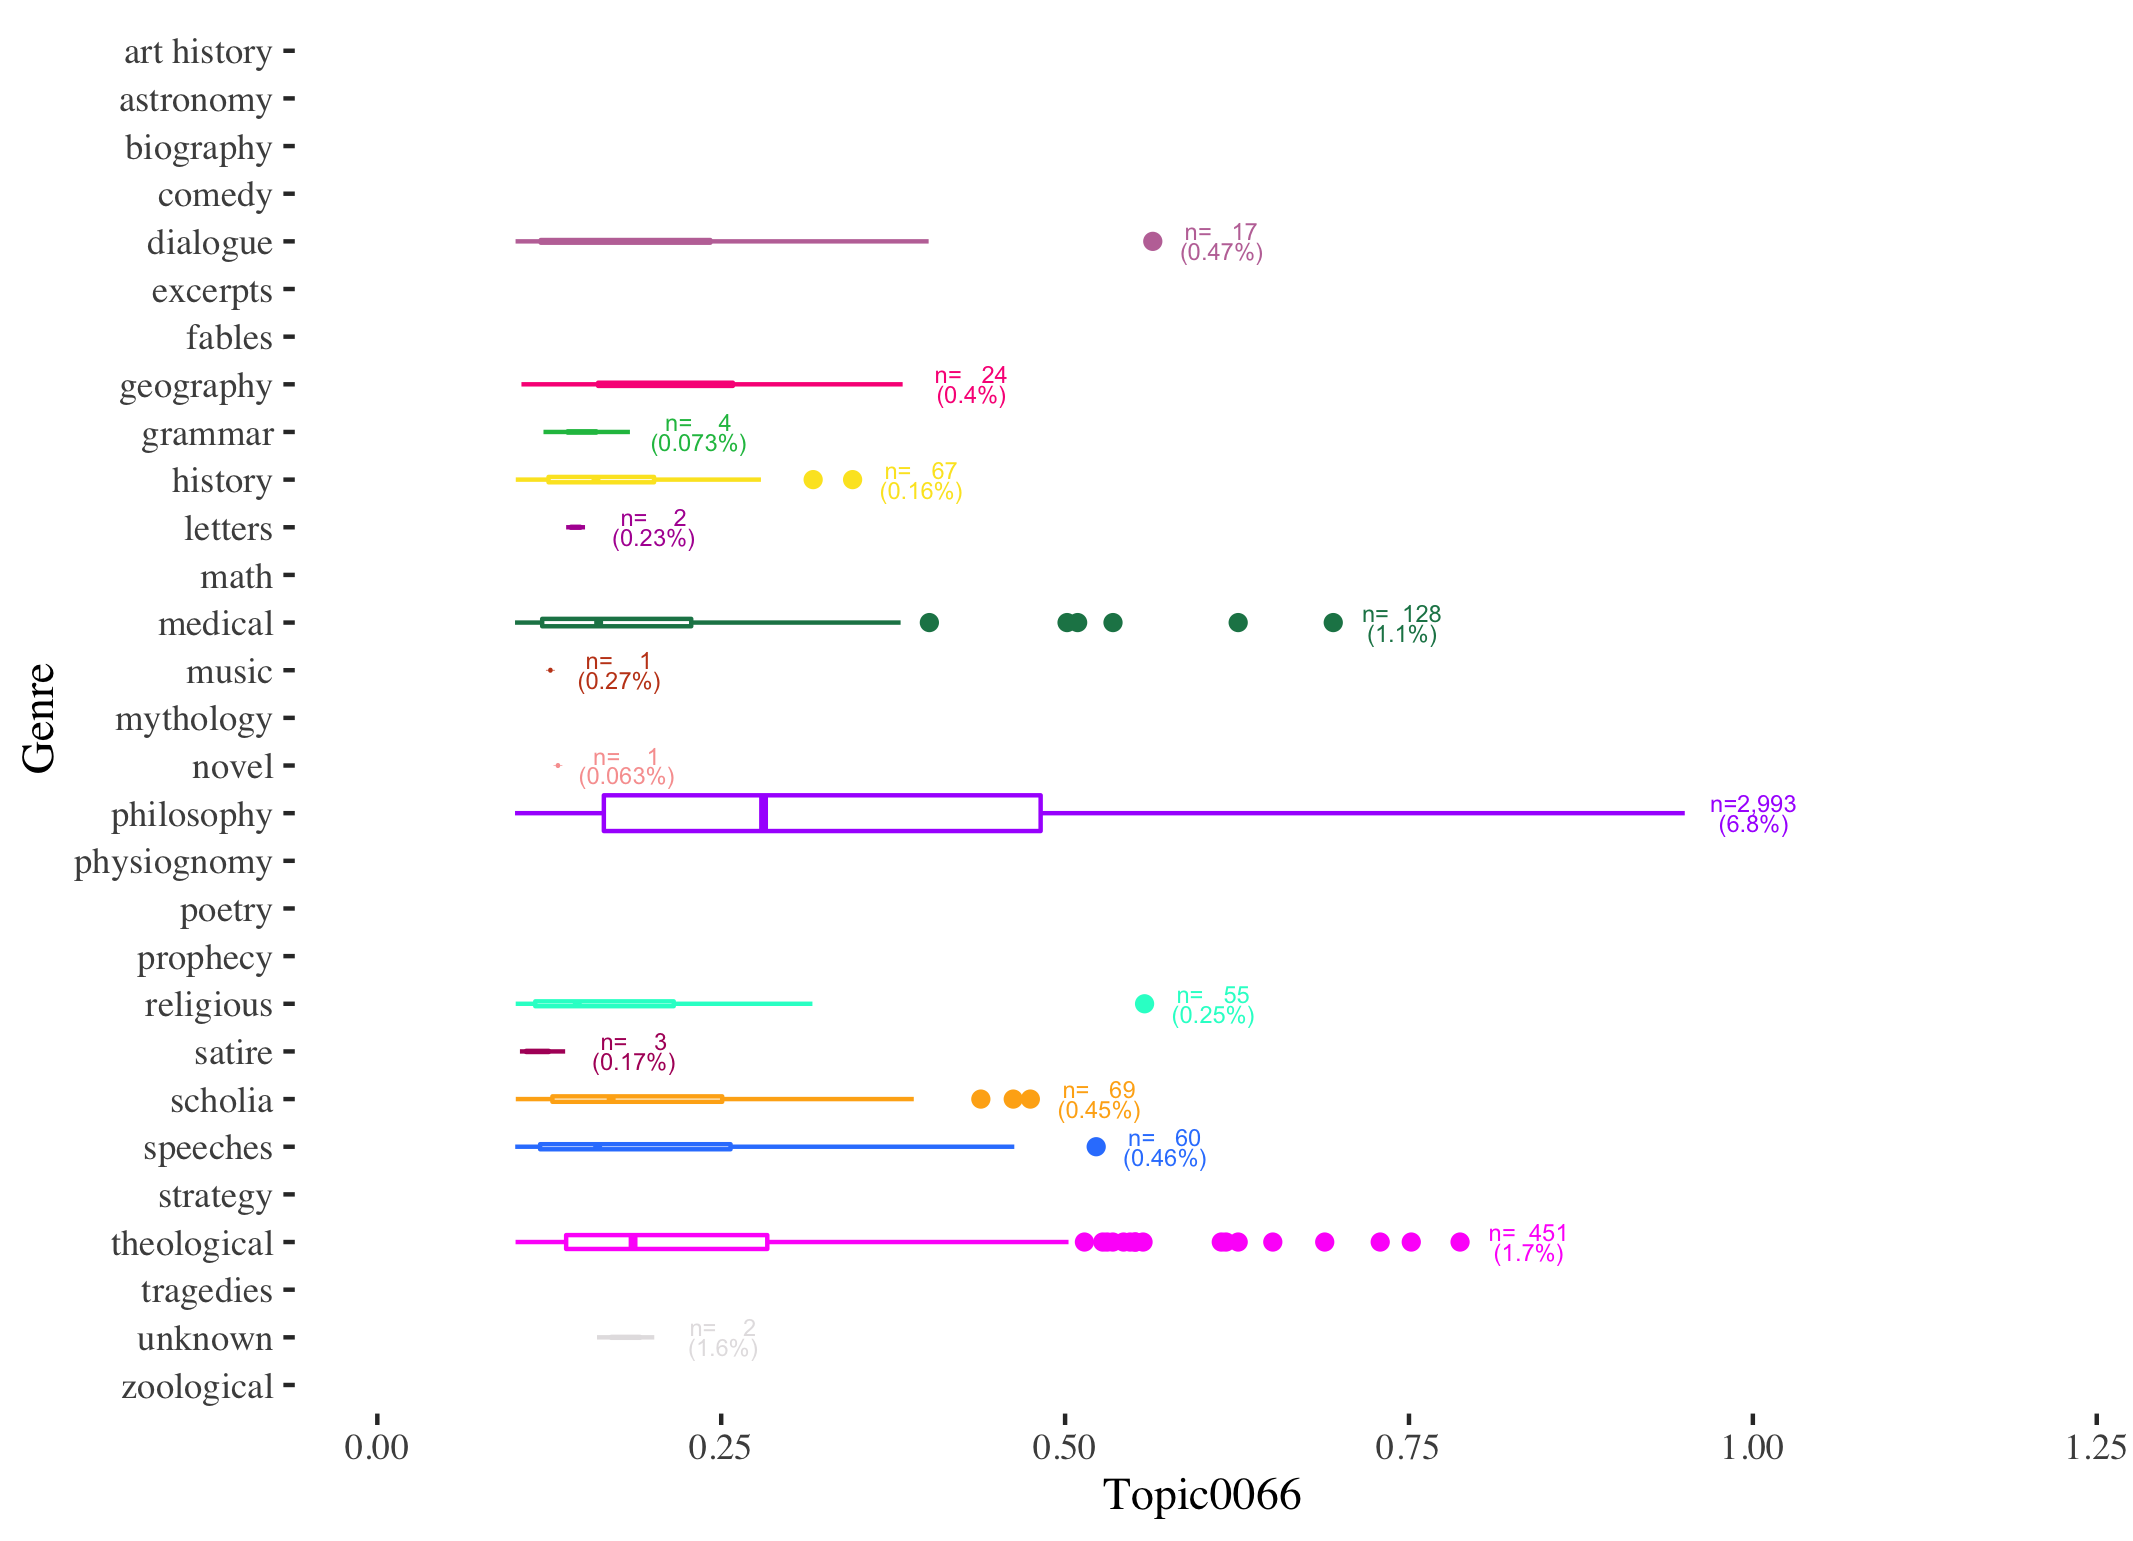 art history
astronomy
biography
comedy
dialogue
n= 17
(0.47%)
excerpts
fables
geography
n= 24
(0.4%)
grammar
n= 4
(0.073%)
history
n= 67
(0.16%)
letters
n= 2
(0.23%)
math
medical
n= 128
(1.1%)
music
n= 1
(0.27%)
mythology
novel
n= 1
(0.063%)
philosophy
n=2,993
(6.8%)
physiognomy
poetry
prophecy
religious
n= 55
(0.25%)
satire
n= 3
(0.17%)
scholia
n= 69
(0.45%)
speeches
n= 60
(0.46%)
strategy
theological
n= 451
(1.7%)
tragedies
unknown
n= 2
(1.6%)
zoological
Genre
0.00 0.25 0.50 0.75 1.00 1.25
Topic0066